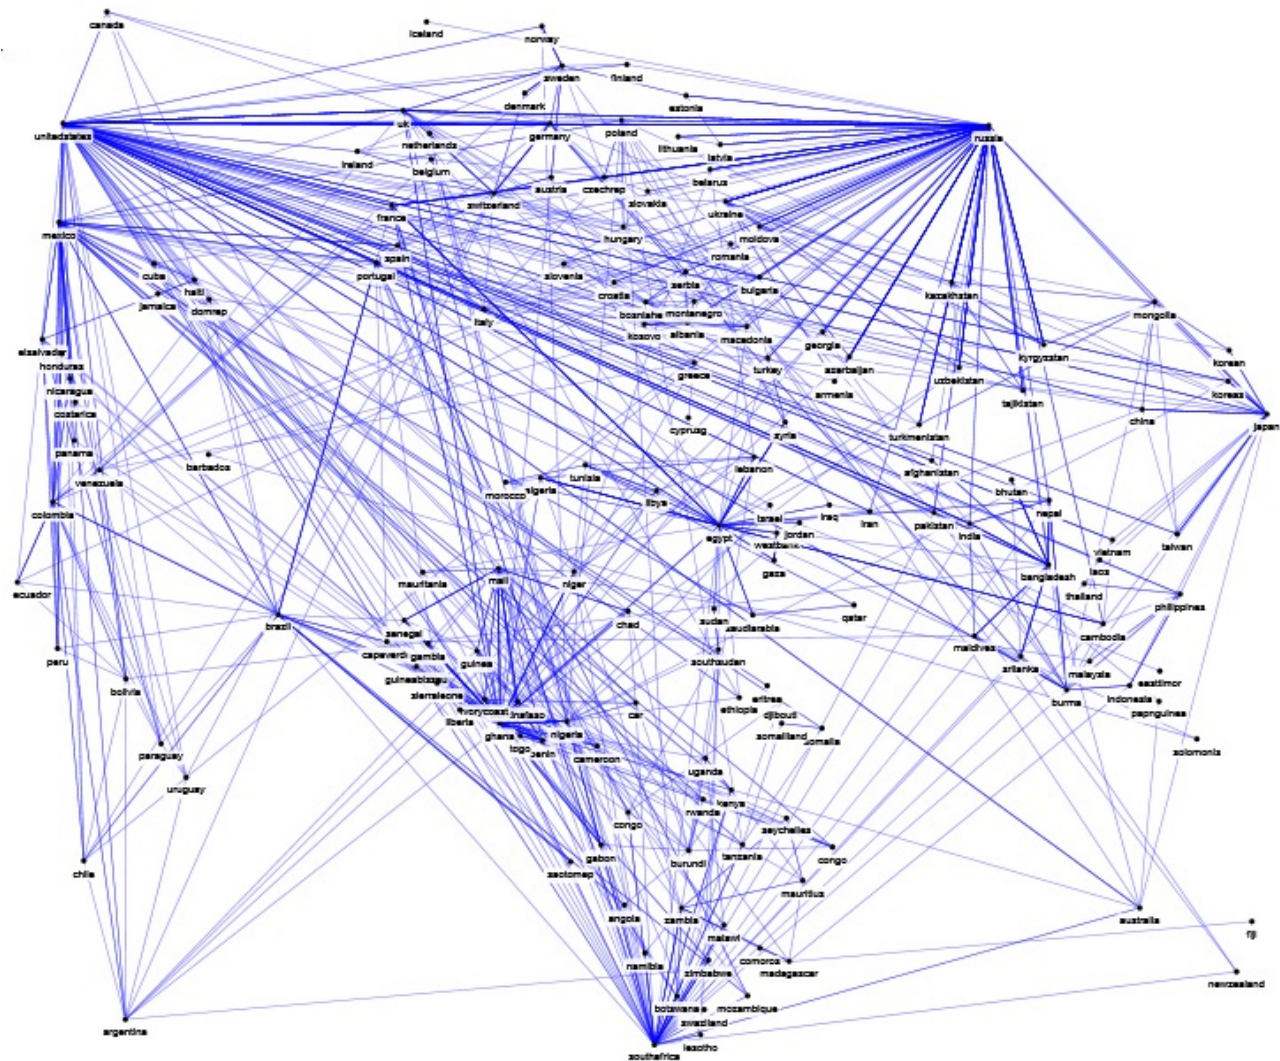 canada
iceland
norway
sweden
finland
denmark
estonia
unitedstates
uk
germany
poland
russia
netherlands
lithuania
latvia
ireland
belgium
belarus
austria
czechrep
switzerland
slovakia
france
ukraine
mexico
hungary
moldova
romania
spain
cuba
portugal
slovenia
serbia
bulgaria
haiti
croatia
kazakhstan
jamaica
domrep
bosniahe
montenegro
mongolia
italy
kosovo
albania
macedonia
elsalvador
georgia
kyrgyzstan
korean
honduras
greece
turkey
azerbaijan
uzbekistan
nicaragua
armenia
tajikistan
koreas
costarica
china
japan
cyprusg
syria
turkmenistan
panama
barbados
lebanon
afghanistan
venezuela
tunisia
morocco
algeria
libya
bhutan
colombia
israel
iraq
iran
pakistan
nepal
india
egypt
jordan
westbank
vietnam
taiwan
gaza
laos
bangladesh
mauritania
mali
niger
thailand
ecuador
philippines
brazil
chad
sudan
saudiarabia
qatar
senegal
cambodia
capeverde
gambia
guinea
southsudan
maldives
peru
srilanka
malaysia
guineabissau
bolivia
sierraleone
eritrea
easttimor
ethiopia
burma
indonesia
ivorycoast
inafaso
djibouti
papnguinea
liberia
car
somaliland
somalia
ghana
nigeria
togo
benin
cameroon
solomonis
paraguay
uganda
uruguay
kenya
rwanda
congo
seychelles
gabon
burundi
tanzania
congo
chile
saotomep
mauritius
angola
zambia
australia
malawi
fiji
namibia
comoros
zimbabwe
madagascar
newzealand
botswana
mozambique
swaziland
argentina
lesotho
southafrica